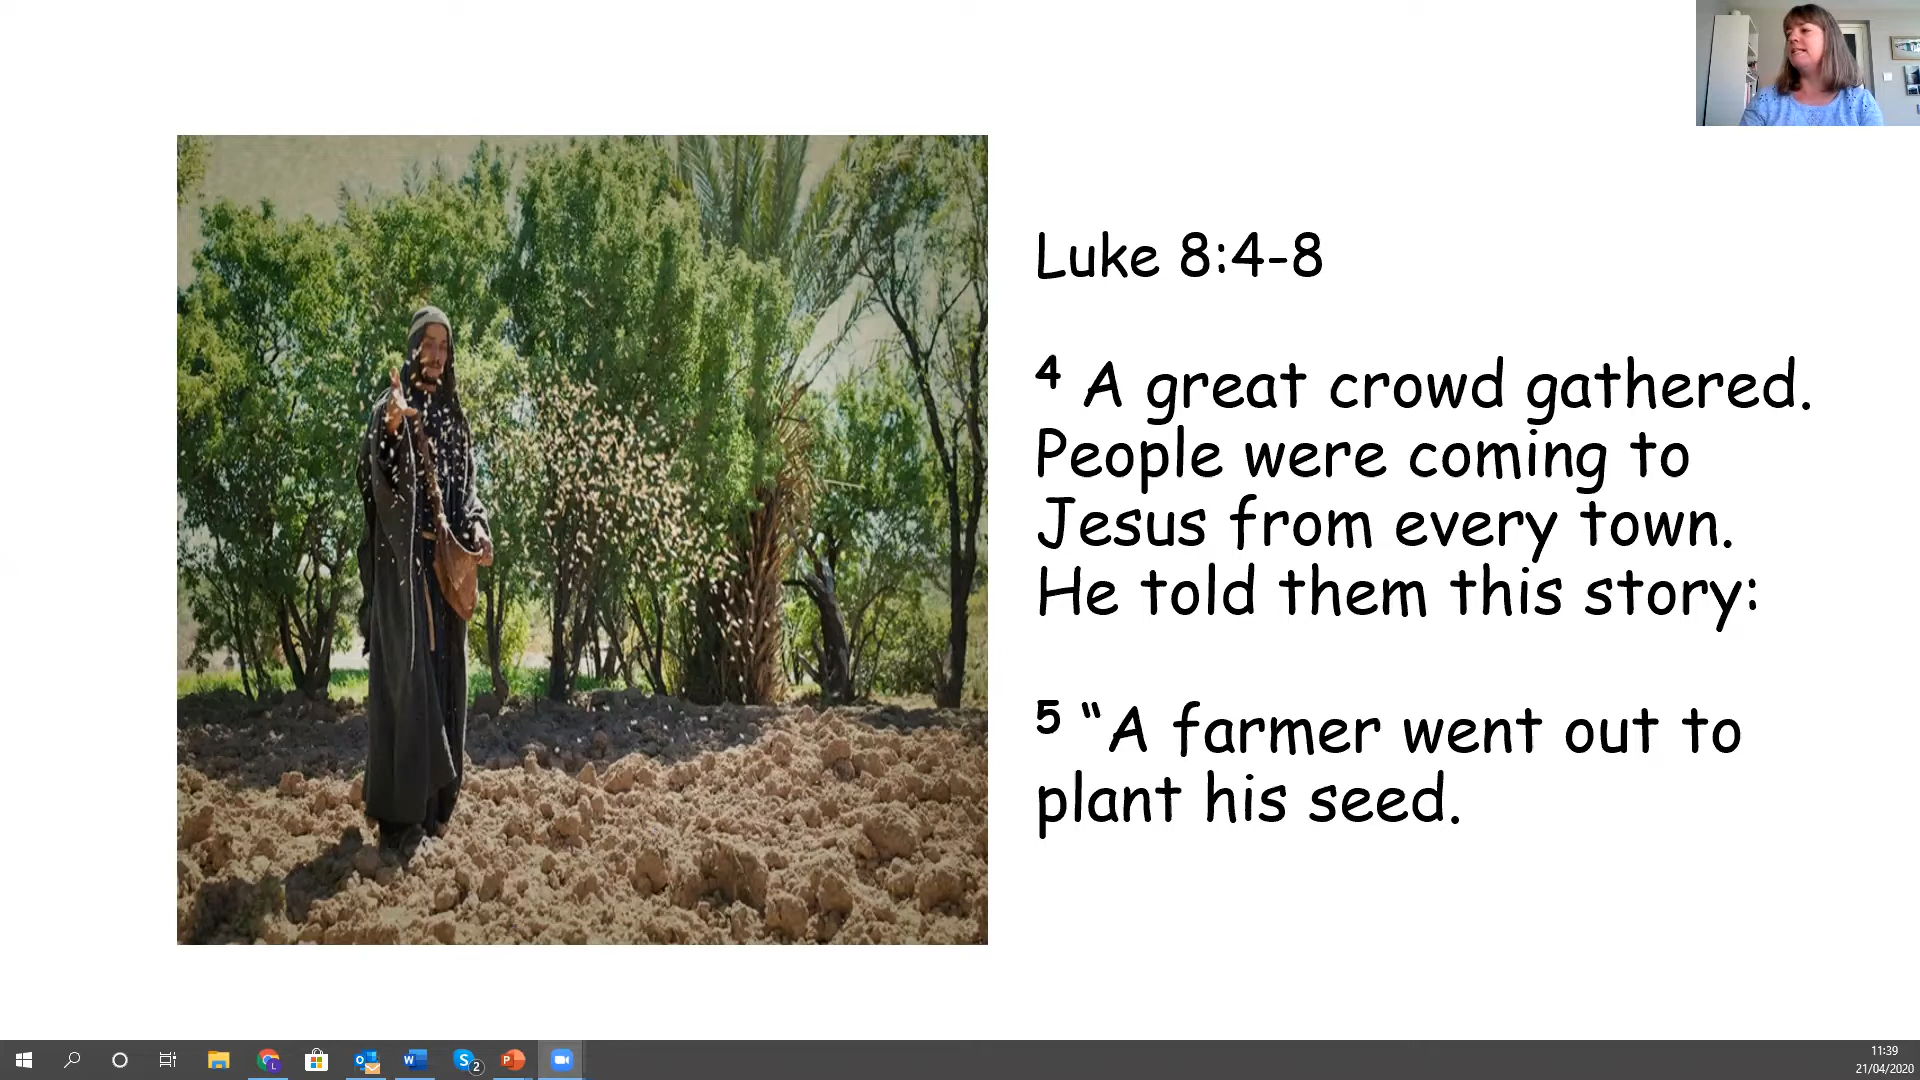 Luke 8:4-8
4 A great crowd gathered.
People were coming to
Jesus from every town.
He told them this story:
5 “A farmer went out to
plant his seed.
L
O
W
S
2
P
11:39
21/04/2020